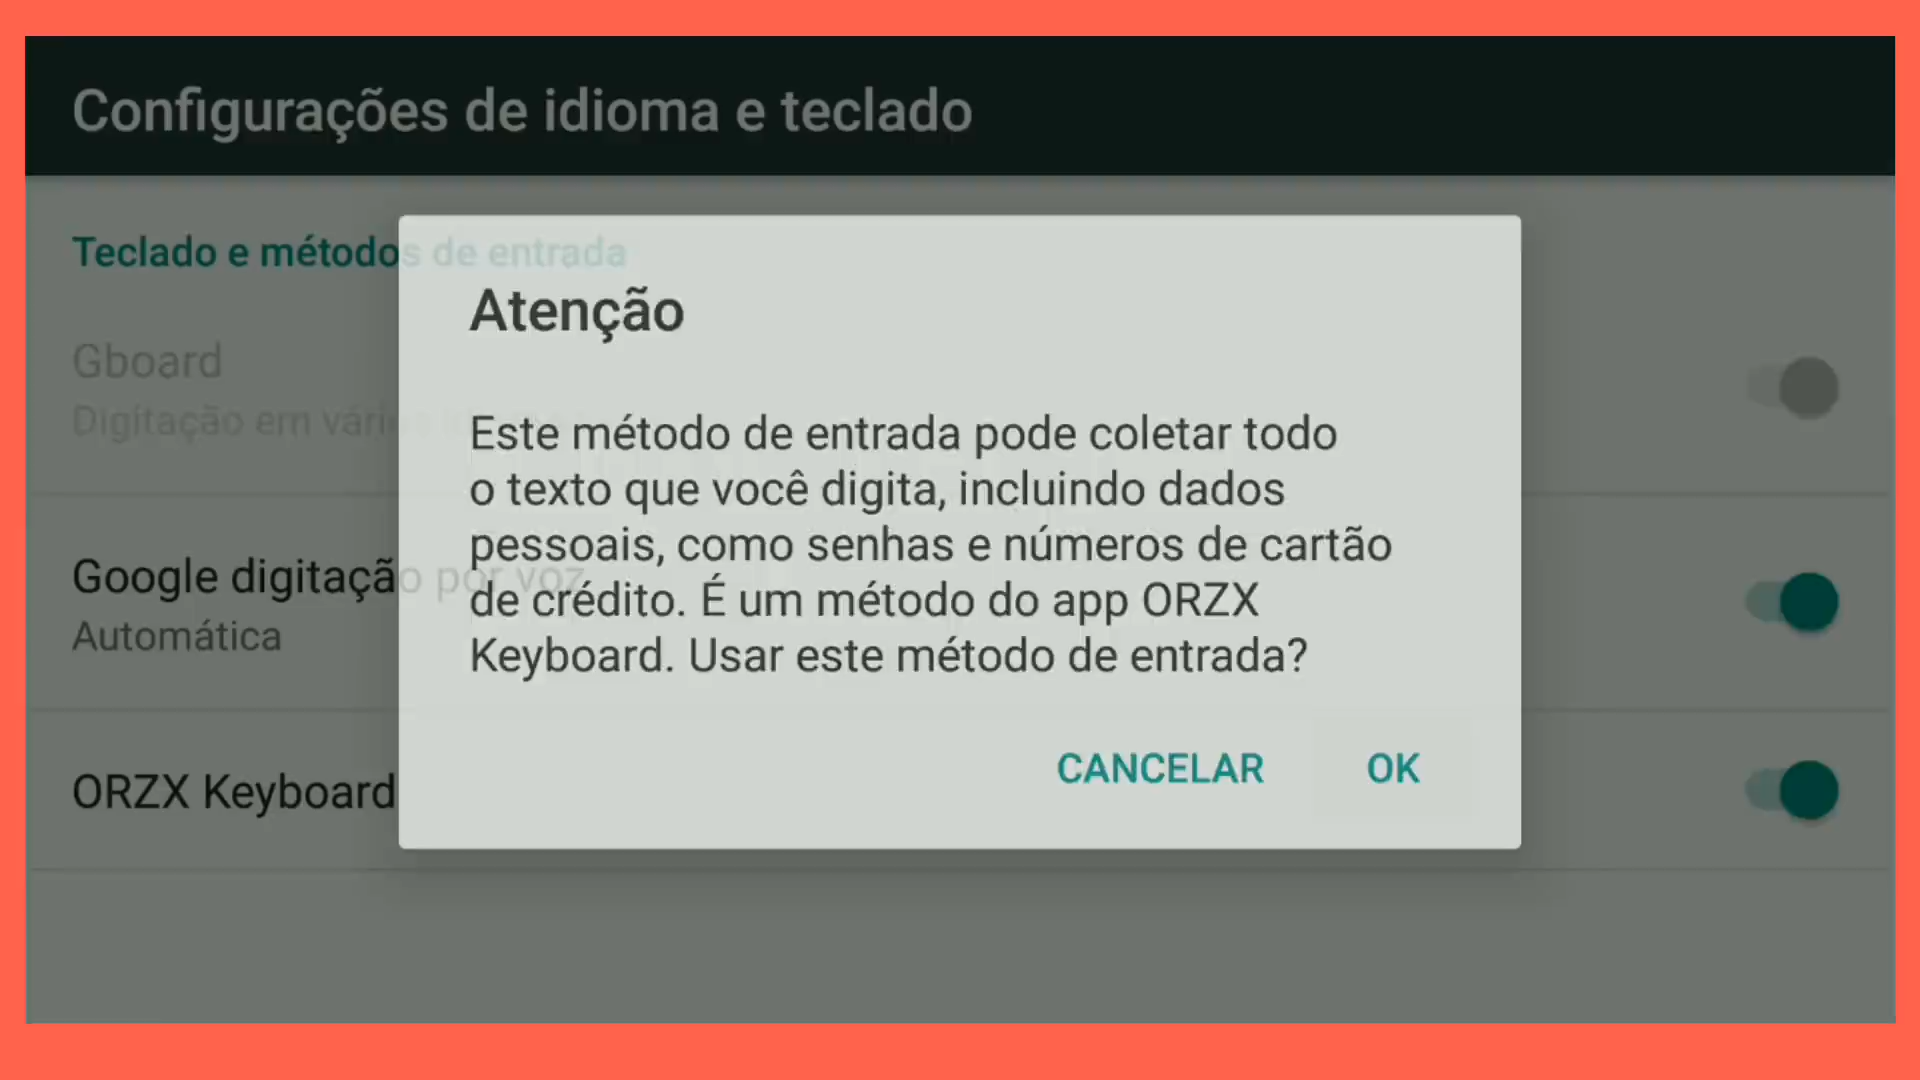 Configurações de idioma e teclado
Teclado e métodos de entrada
Atenção
Gboard
Digitação em
Este método de entrada pode coletar todo
o texto que você digita, incluindo dados
pessoais, como senhas e números de cartão
de crédito. É um método do app ORZX
Keyboard. Usar este método de entrada?
Google digitação por voz
Automática
ORZX Keyboard
CANCELAR
OK